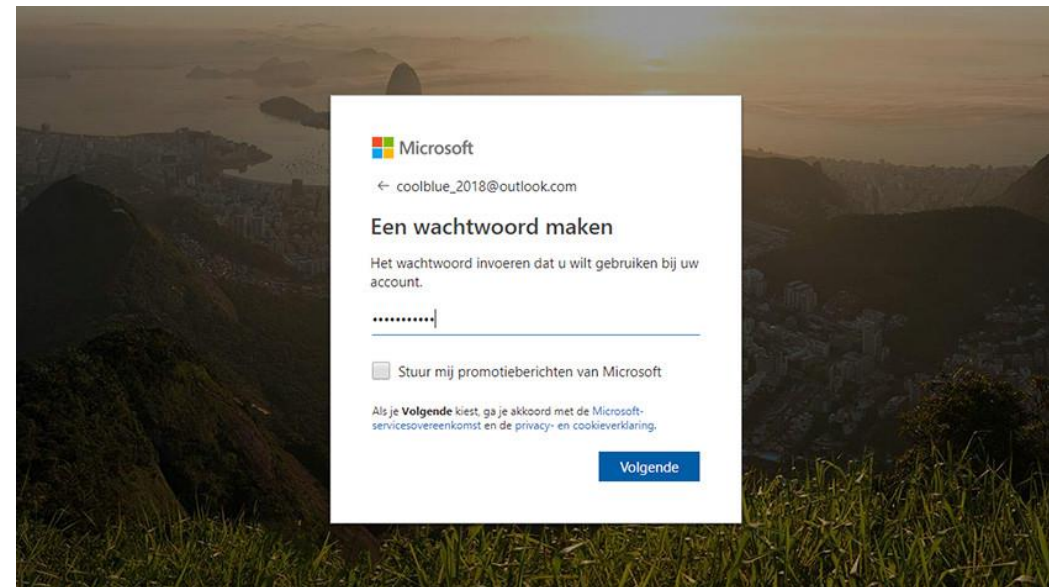 Microsoft
← coolblue_2018@outlook.com
Een wachtwoord maken
Het wachtwoord invoeren dat u wilt gebruiken bij uw
account.
•••••••••••
Stuur mij promotieberichten van Microsoft
Als je Volgende kiest, ga je akkoord met de Microsoft-
servicesovereenkomst en de privacy- en cookieverklaring.
Volgende